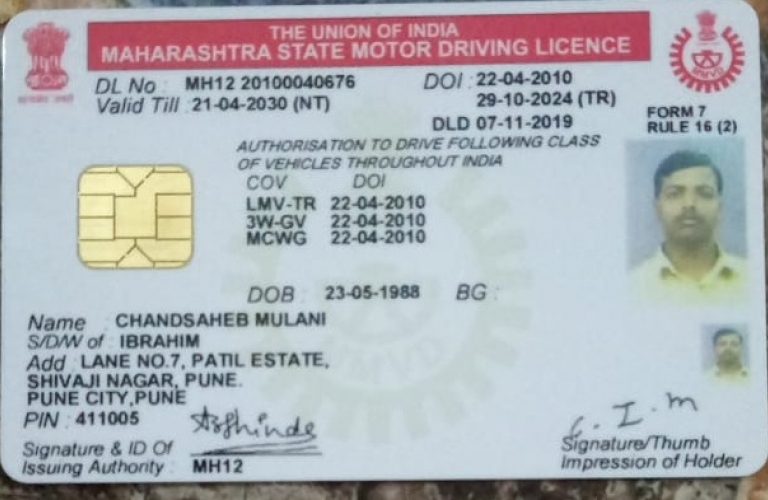 THE UNION OF INDIA
MAHARASHTRA STATE MOTOR DRIVING LICENCE
DL No : MH12 20100040676 DOI : 22-04-2010
Valid Till : 21-04-2030 (NT) 29-10-2024 (TR)
DLD 07-11-2019
FORM 7
RULE 16 (2)
AUTHORISATION TO DRIVE FOLLOWING CLASS
OF VEHICLES THROUGHOUT INDIA
COV DOI
LMV-TR 22-04-2010
3W-GV 22-04-2010
MCWG 22-04-2010
DOB : 23-05-1988 BG :
Name : CHANDSAHEB MULANI
S/D/W of : IBRAHIM
Add : LANE NO.7, PATIL ESTATE,
SHIVAJI NAGAR, PUNE.
PUNE CITY,PUNE
PIN : 411005
Signature & ID Of
Issuing Authority : MH12
C. I. m
Signature/Thumb
Impression of Holder
MMVD